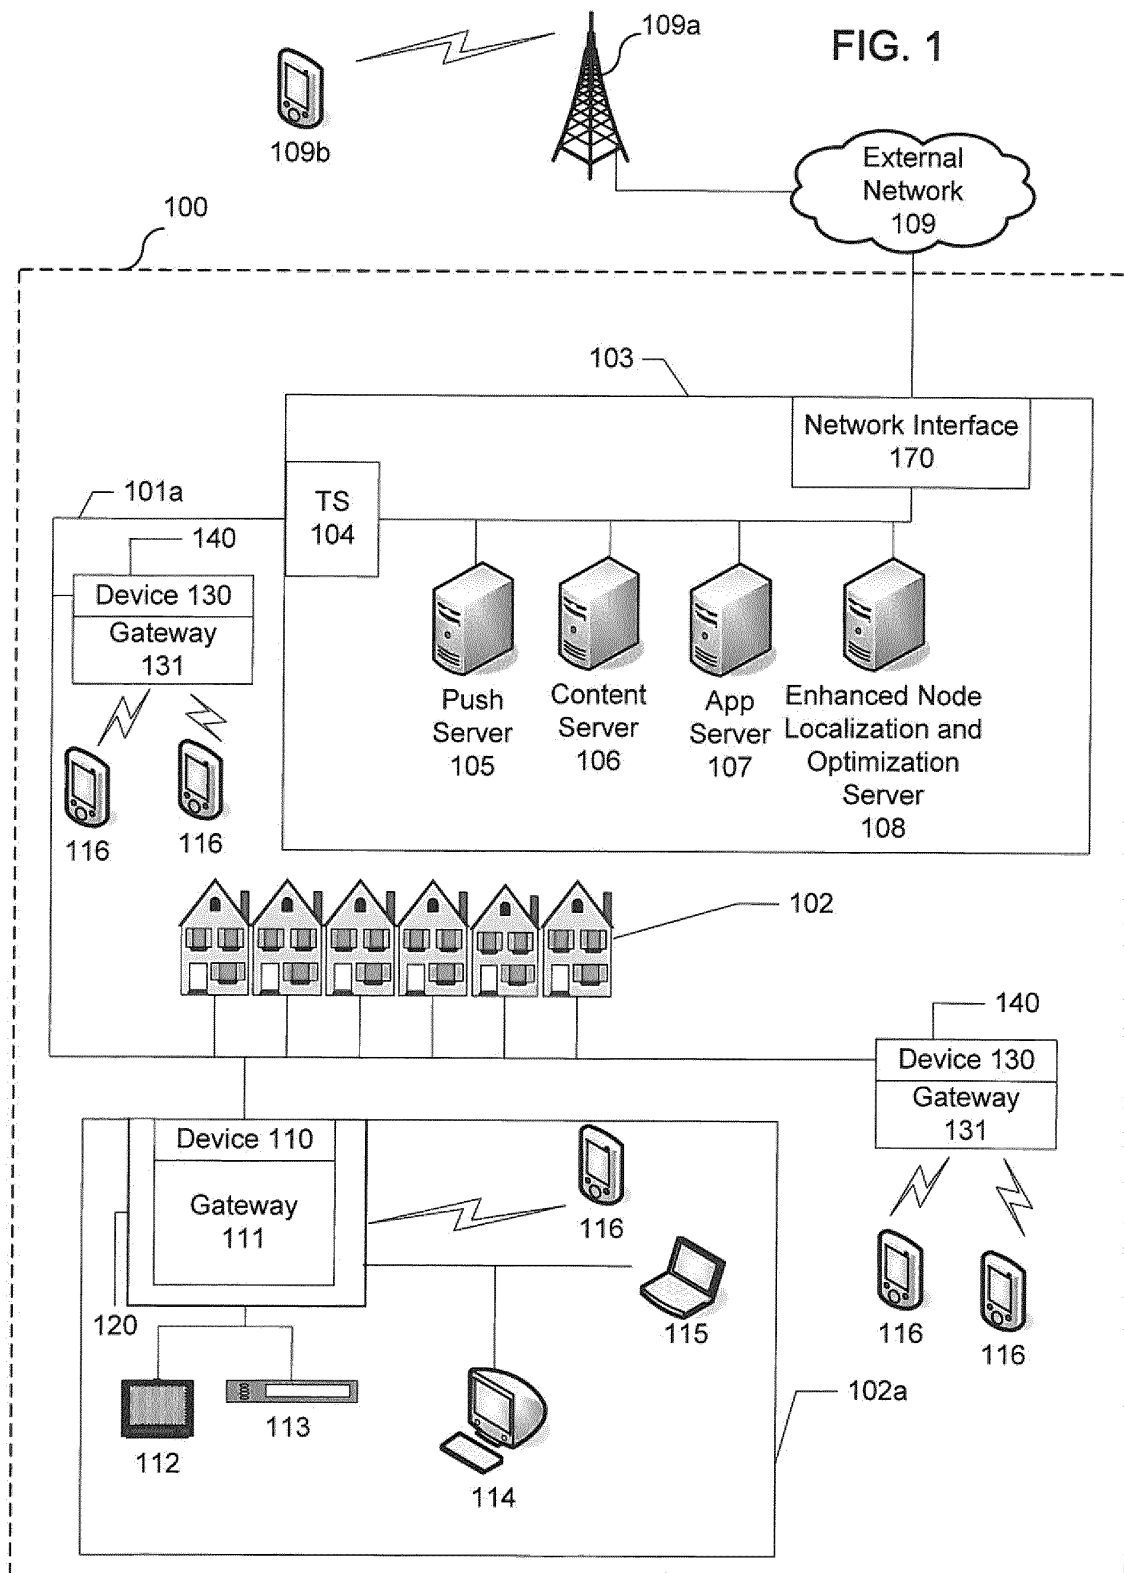 109a
FIG. 1
109b
External
Network
109
100
103
Network Interface
170
101a
TS
104
140
Device 130
Gateway
131
116
116
Push
Server
105
Content
Server
106
App
Server
107
Enhanced Node
Localization and
Optimization
Server
108
102
140
Device 130
Gateway
131
116
116
Device 110
Gateway
111
116
120
115
112
113
114
102a